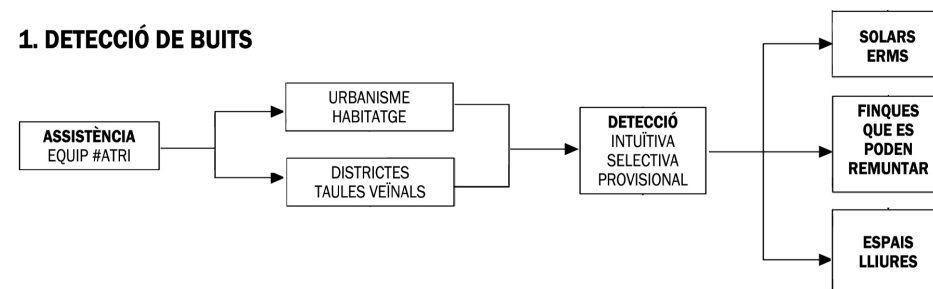 1. DETECCIÓ DE BUITS
ASSISTÈNCIA
EQUIP #ATRI
URBANISME
HABITATGE
DISTRICTES
TAULES VEÏNALS
DETECCIÓ
INTUÏTIVA
SELECTIVA
PROVISIONAL
SOLARS
ERMS
FINQUES
QUE ES
PODEN
REMUNTAR
ESPAIS
LLIURES